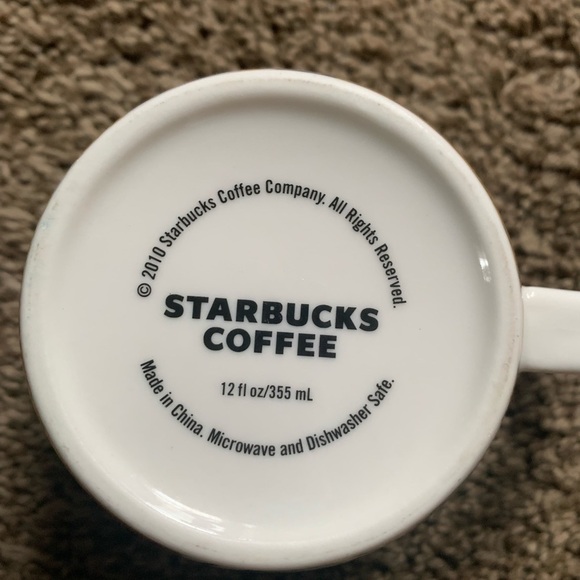 © 2010 Starbucks Coffee Company. All Rights Reserved.
STARBUCKS
COFFEE
12 fl oz/355 mL
Made in China. Microwave and Dishwasher Safe.